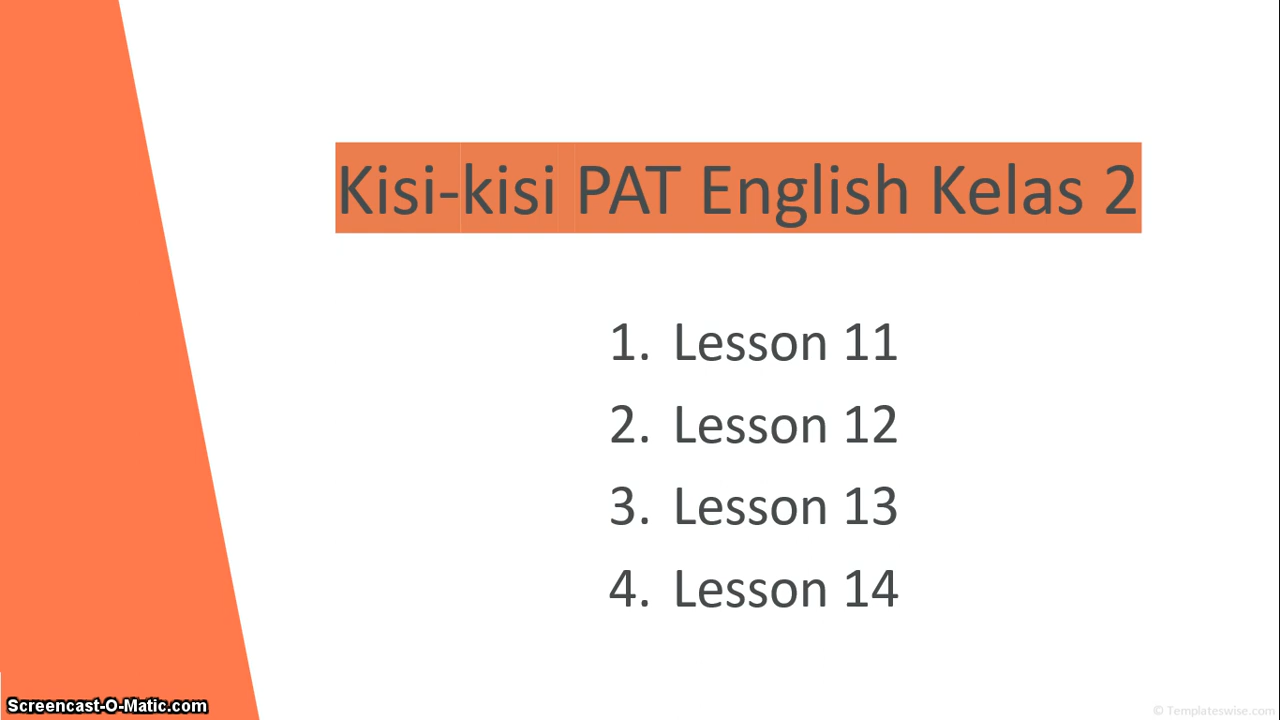 Kisi-kisi PAT English Kelas 2
1. Lesson 11
2. Lesson 12
3. Lesson 13
4. Lesson 14
Screencast-O-Matic.com
© Templateswise.com